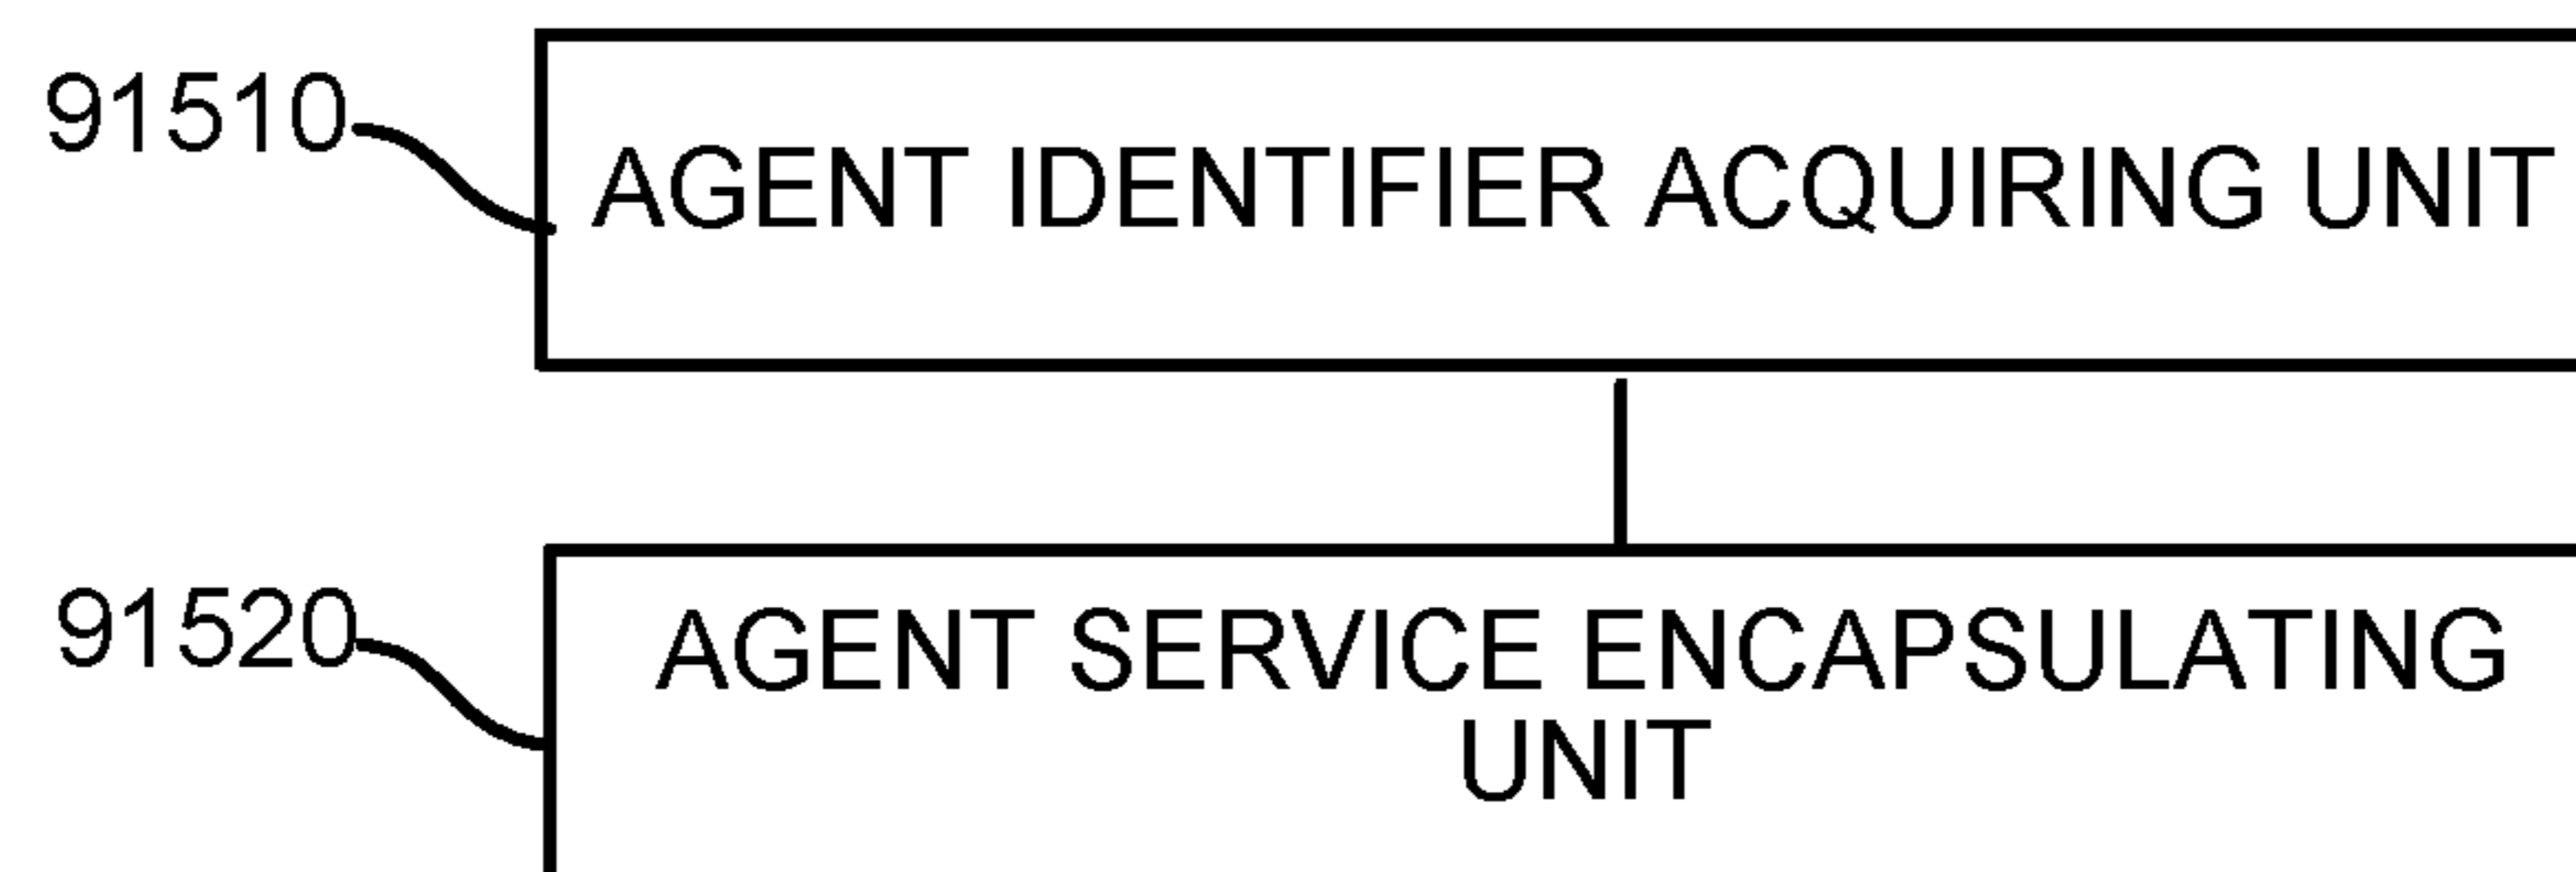 91510
AGENT IDENTIFIER ACQUIRING UNIT
91520
AGENT SERVICE ENCAPSULATING
UNIT